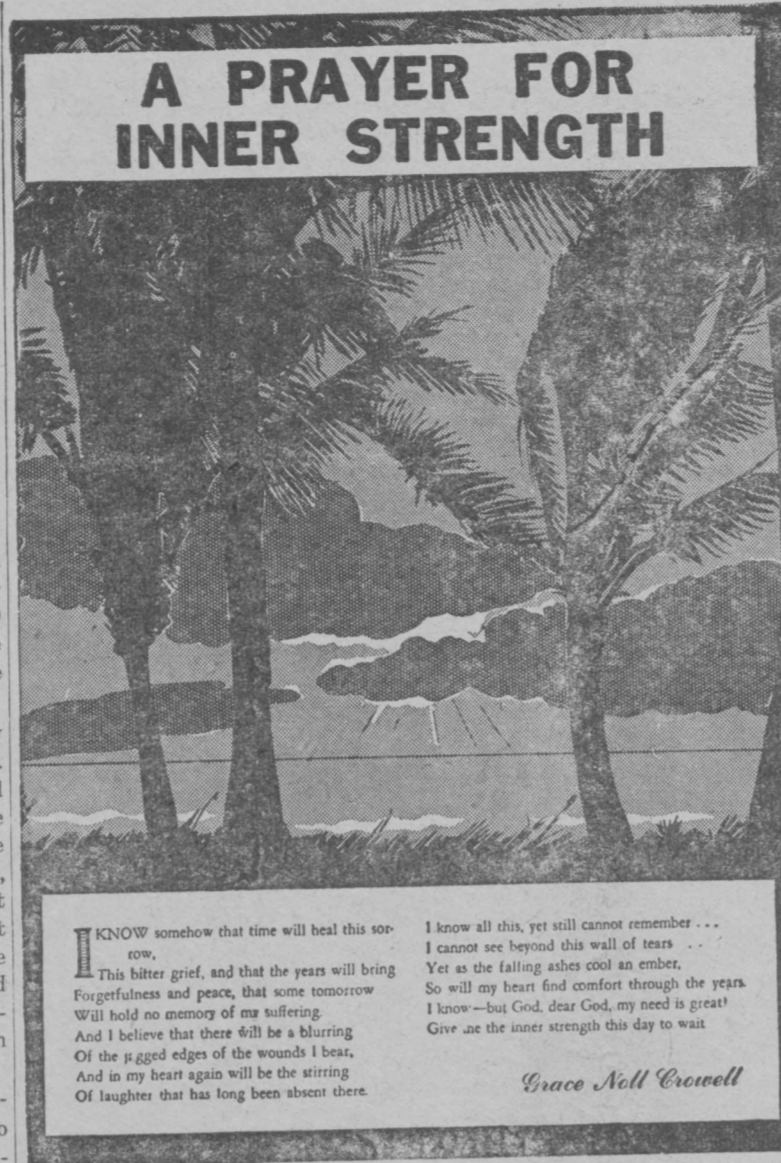 A PRAYER FOR
INNER STRENGTH
I KNOW somehow that time will heal this sor-
row,
This bitter grief, and that the years will bring
Forgetfulness and peace, that some tomorrow
Will hold no memory of my suffering.
And I believe that there will be a blurring
Of the jagged edges of the wounds I bear,
And in my heart again will be the stirring
Of laughter that has long been absent there.
I know all this, yet still cannot remember ...
I cannot see beyond this wall of tears . .
Yet as the falling ashes cool an ember,
So will my heart find comfort through the years.
I know—but God, dear God, my need is great!
Give me the inner strength this day to wait
Grace Noll Crowell